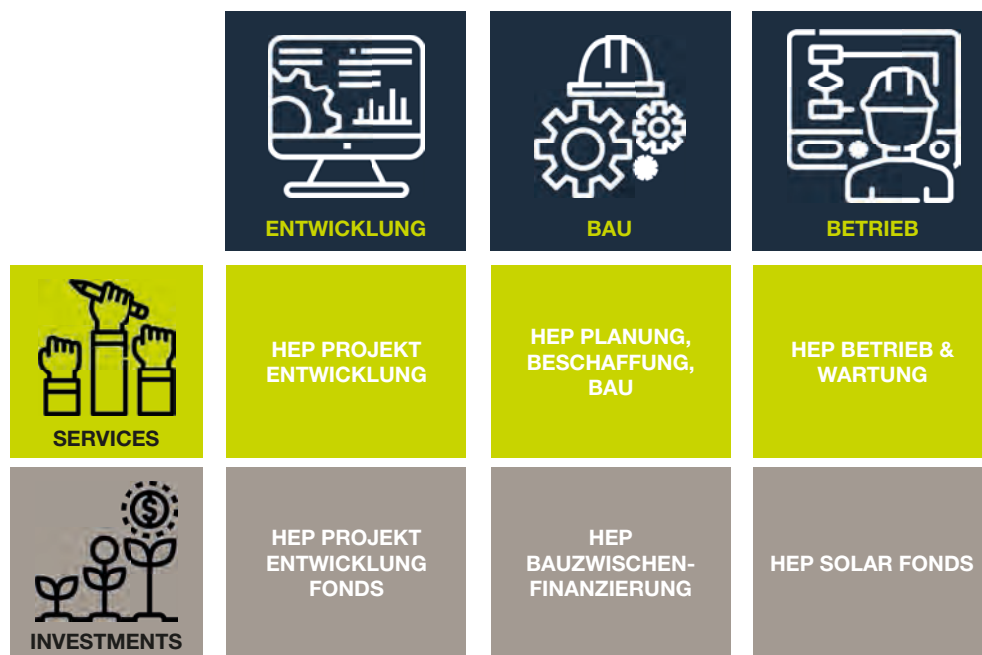 ENTWICKLUNG
BAU
BETRIEB
SERVICES
HEP PROJEKT
ENTWICKLUNG
HEP PLANUNG,
BESCHAFFUNG,
BAU
HEP BETRIEB &
WARTUNG
INVESTMENTS
HEP PROJEKT
ENTWICKLUNG
FONDS
HEP
BAUZWISCHEN-
FINANZIERUNG
HEP SOLAR FONDS